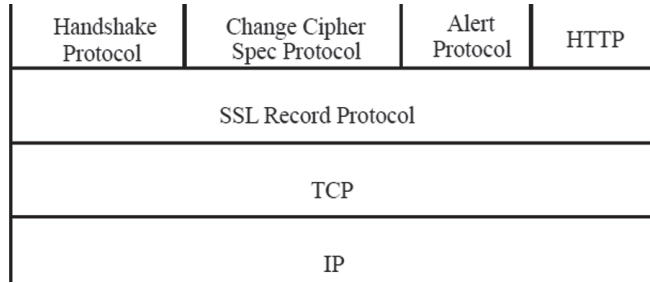 Handshake
Protocol
Change Cipher
Spec Protocol
Alert
Protocol
HTTP
SSL Record Protocol
TCP
IP